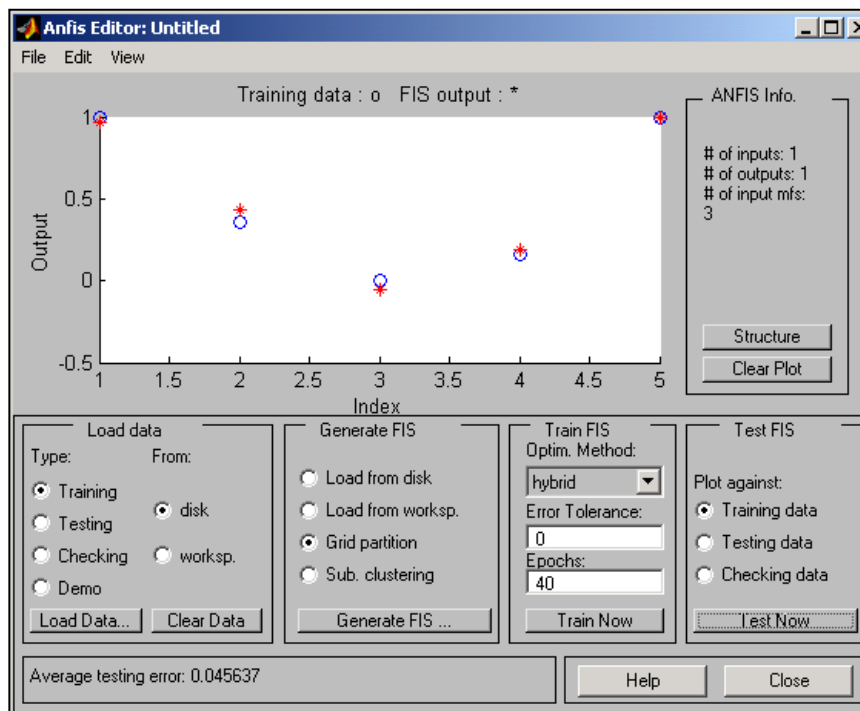 Anfis Editor: Untitled
File Edit View
Training data : o FIS output : *
1
0.5
0
-0.5
Output
1 1.5 2 2.5 3 3.5 4 4.5 5
Index
ANFIS Info.
# of inputs: 1
# of outputs: 1
# of input mfs:
3
Structure
Clear Plot
Load data
Type: From:
Training
Testing
Checking
Demo
disk
worksp.
Load Data... Clear Data
Generate FIS
Load from disk
Load from worksp.
Grid partition
Sub. clustering
Generate FIS ...
Train FIS
Optim. Method:
hybrid
Error Tolerance:
0
Epochs:
40
Train Now
Test FIS
Plot against:
Training data
Testing data
Checking data
Test Now
Average testing error: 0.045637
Help Close